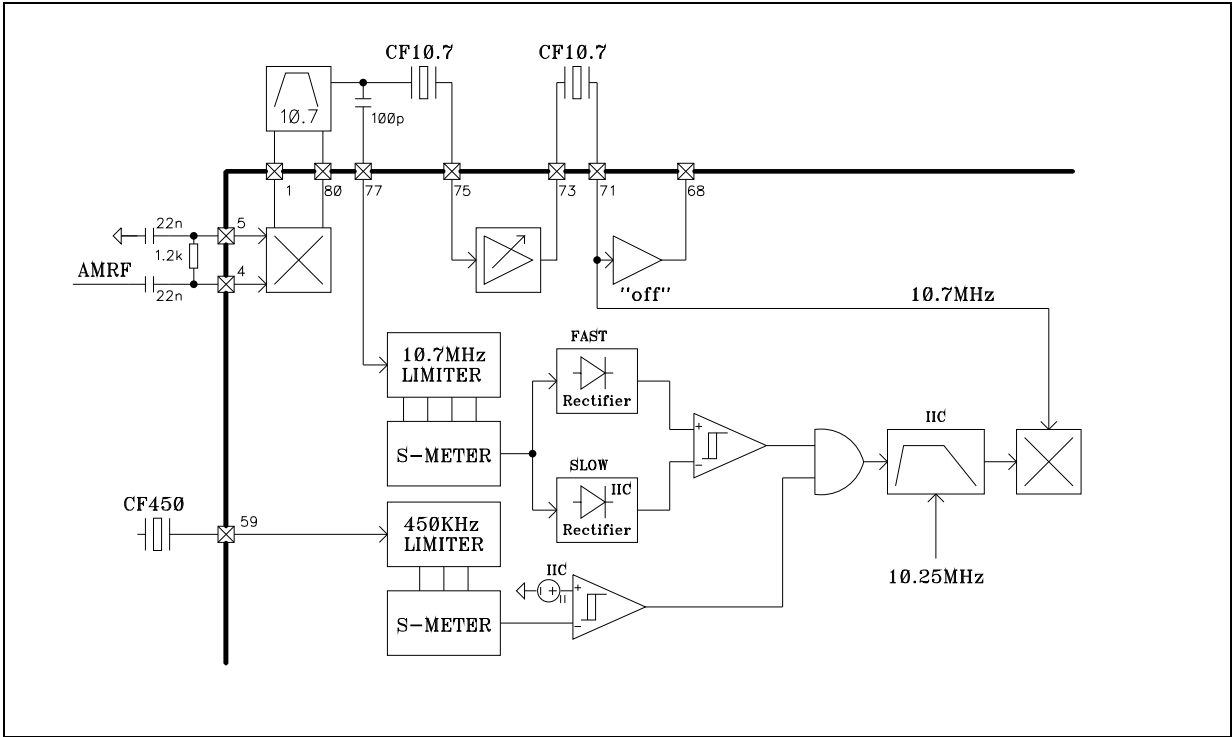 CF10.7
CF10.7
10.7
100p
1
80
77
75
73
71
68
22n
5
1.2k
AMRF
4
22n
"off"
10.7MHz
FAST
10.7MHz
LIMITER
Rectifier
+
−
IIC
S-METER
SLOW
IIC
Rectifier
CF450
59
450KHz
LIMITER
IIC
+
−
10.25MHz
S-METER